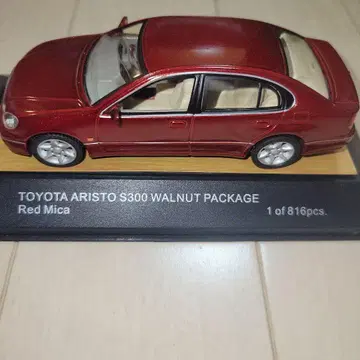 TOYOTA ARISTO S300 WALNUT PACKAGE
Red Mica 1 of 816pcs.